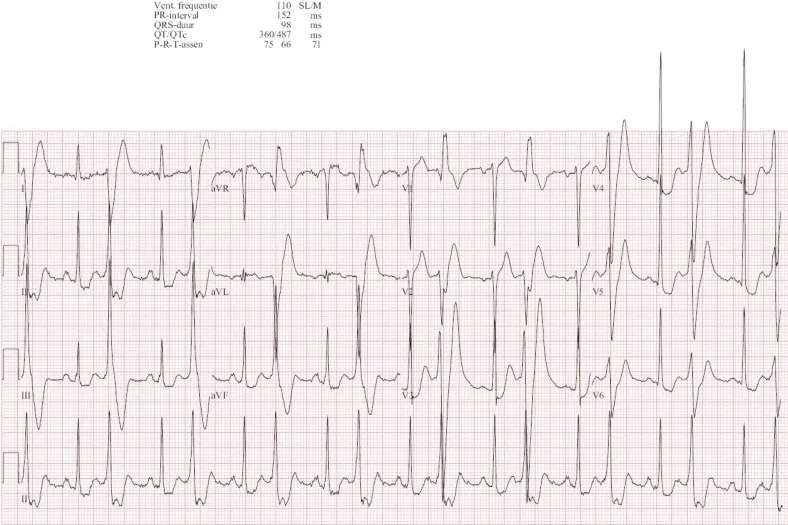 Vent. frequentie 110 SL/M
PR-interval 152 ms
QRS-duur 98 ms
QT/QTc 360/487 ms
P-R-T-assen 75 66 71
I aVR V1 V4
II aVL V2 V5
III aVF V3 V6
II